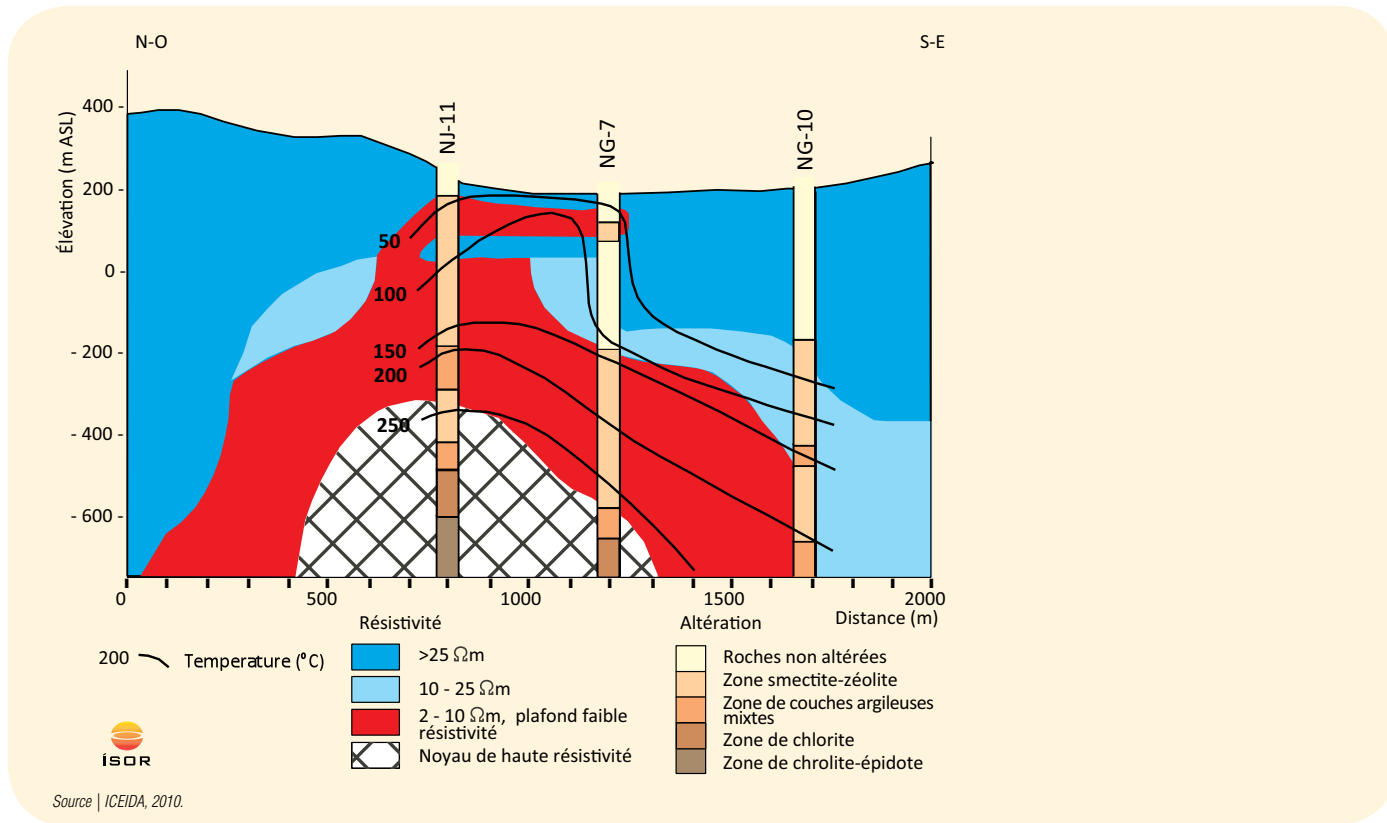 N-O
S-E
Élévation (m ASL)
400
200
0
- 200
- 400
- 600
NJ-11
NG-7
NG-10
50
100
150
200
250
0
500
1000
1500
2000
Distance (m)
Résistivité
Altération
200
Temperature (°C)
>25 Ωm
10 - 25 Ωm
2 - 10 Ωm, plafond faible
résistivité
Noyau de haute résistivité
Roches non altérées
Zone smectite-zéolite
Zone de couches argileuses
mixtes
Zone de chlorite
Zone de chrolite-épidote
ÍSOR
Source | ICEIDA, 2010.